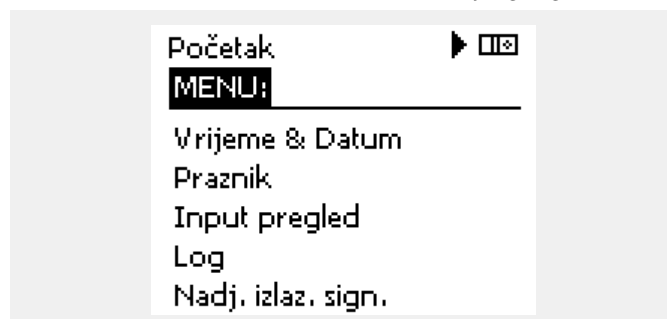 Početak
MENU:
Vrijeme & Datum
Praznik
Input pregled
Log
Nadj. izlaz. sign.